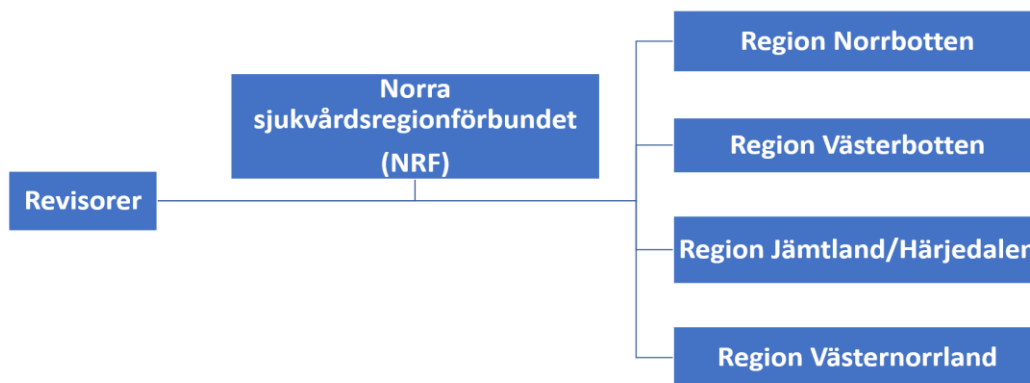 Norra
sjukvårdsregionförbundet
(NRF)
Revisorer
Region Norrbotten
Region Västerbotten
Region Jämtland/Härjedalen
Region Västernorrland